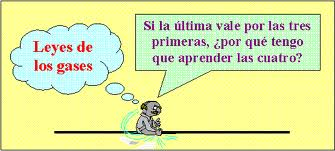 Leyes de
los gases
Si la última vale por las tres
primeras, ¿por qué tengo
que aprender las cuatro?